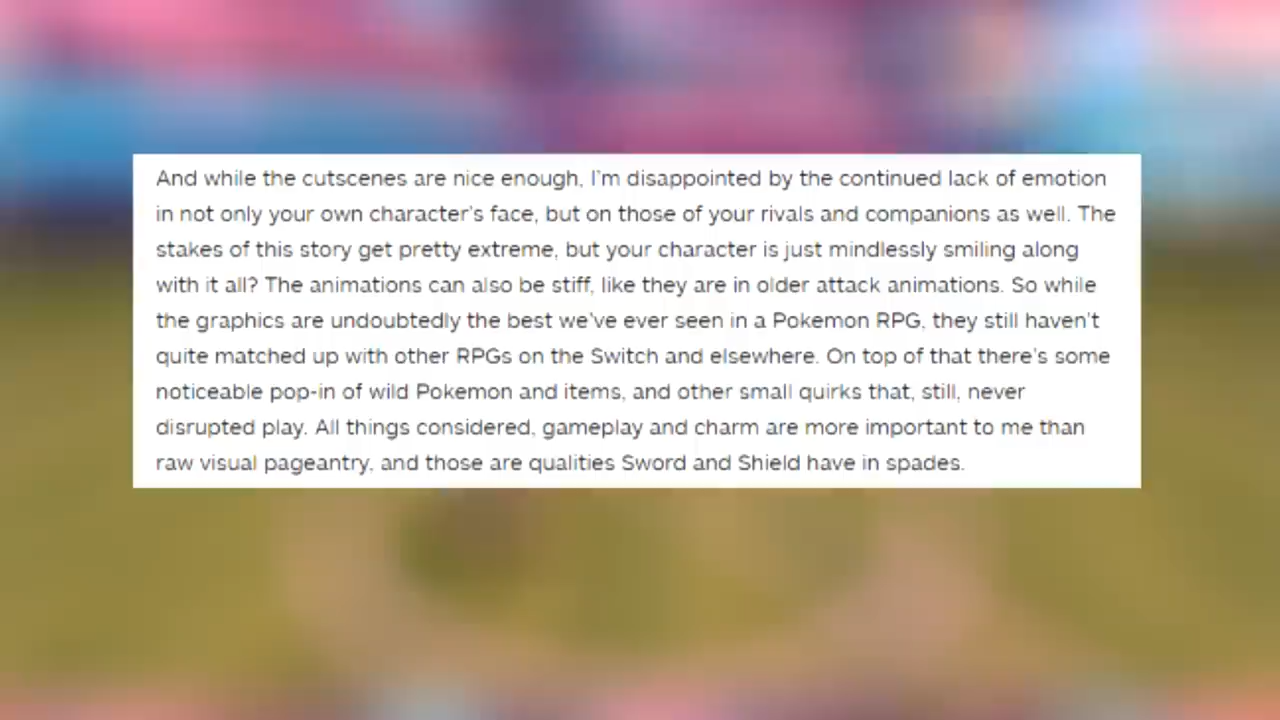 And while the cutscenes are nice enough, I'm disappointed by the continued lack of emotion
in not only your own character's face, but on those of your rivals and companions as well. The
stakes of this story get pretty extreme, but your character is just mindlessly smiling along
with it all? The animations can also be stiff, like they are in older attack animations. So while
the graphics are undoubtedly the best we've ever seen in a Pokemon RPG, they still haven't
quite matched up with other RPGs on the Switch and elsewhere. On top of that there's some
noticeable pop-in of wild Pokemon and items, and other small quirks that, still, never
disrupted play. All things considered, gameplay and charm are more important to me than
raw visual pageantry, and those are qualities Sword and Shield have in spades.